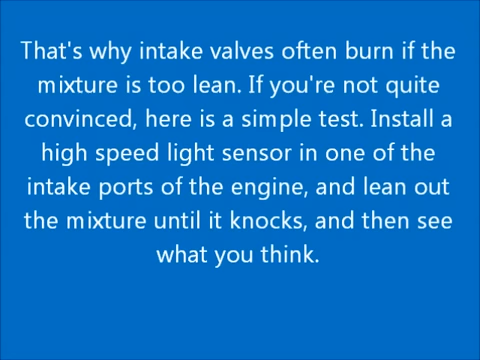 That's why intake valves often burn if the
mixture is too lean. If you're not quite
convinced, here is a simple test. Install a
high speed light sensor in one of the
intake ports of the engine, and lean out
the mixture until it knocks, and then see
what you think.